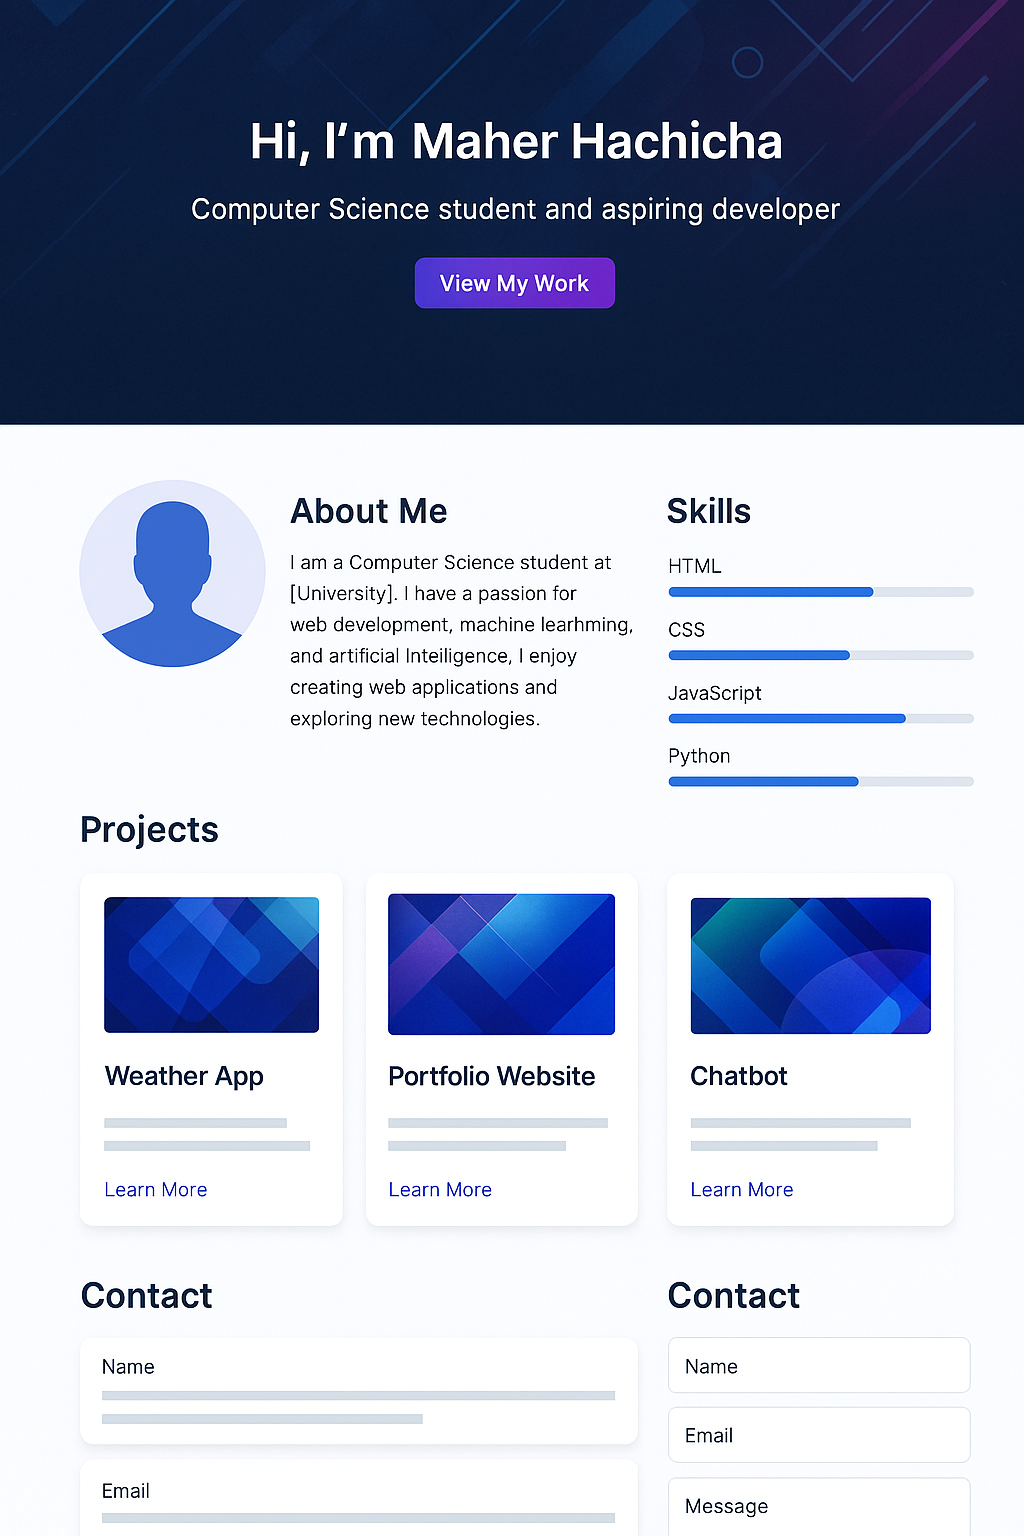 Hi, I’m Maher Hachicha
Computer Science student and aspiring developer
View My Work
About Me
I am a Computer Science student at
[University]. I have a passion for
web development, machine learhming,
and artificial Inteiligence, I enjoy
creating web applications and
exploring new technologies.
Skills
HTML
CSS
JavaScript
Python
Projects
Weather App
Learn More
Portfolio Website
Learn More
Chatbot
Learn More
Contact
Name
Email
Contact
Name
Email
Message